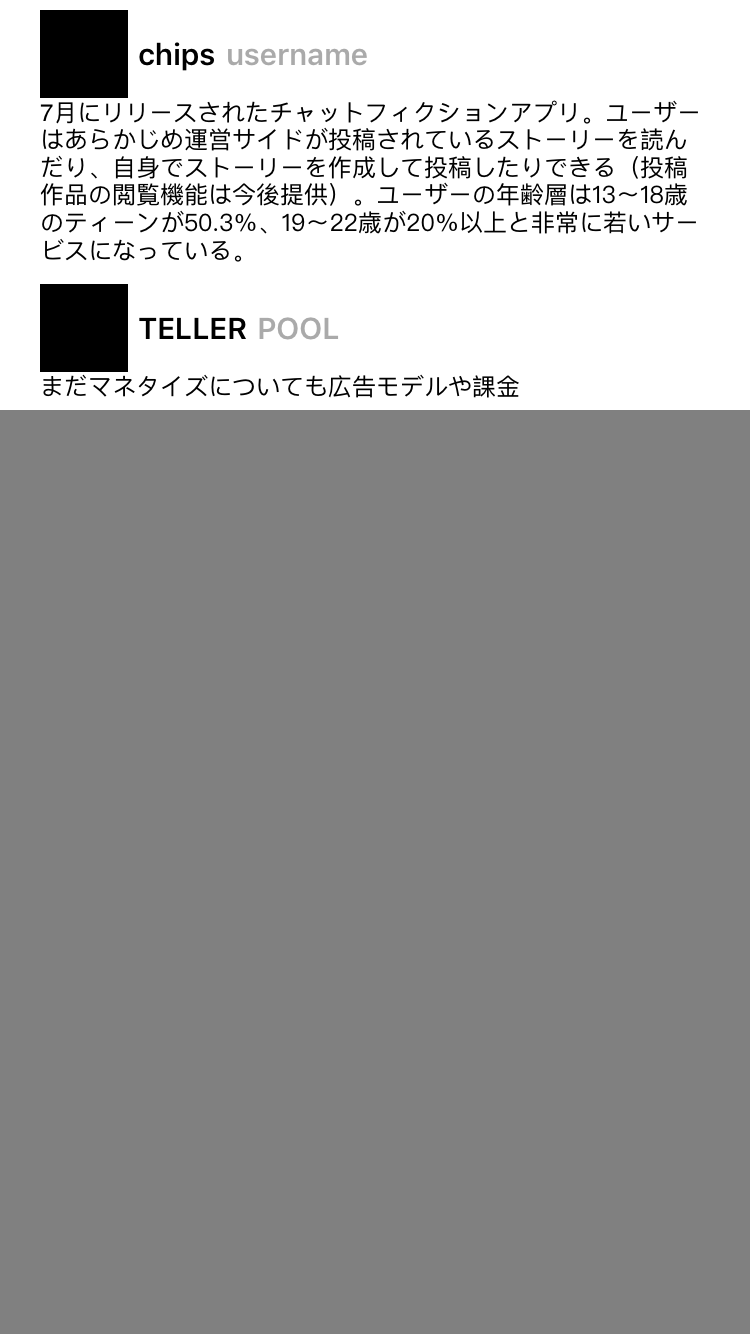 chips username
7月にリリースされたチャットフィクションアプリ。ユーザー
はあらかじめ運営サイドが投稿されているストーリーを読ん
だり、自身でストーリーを作成して投稿したりできる（投稿
作品の閲覧機能は今後提供）。ユーザーの年齢層は13〜18歳
のティーンが50.3%、19〜22歳が20%以上と非常に若いサー
ビスになっている。
TELLER POOL
まだマネタイズについても広告モデルや課金